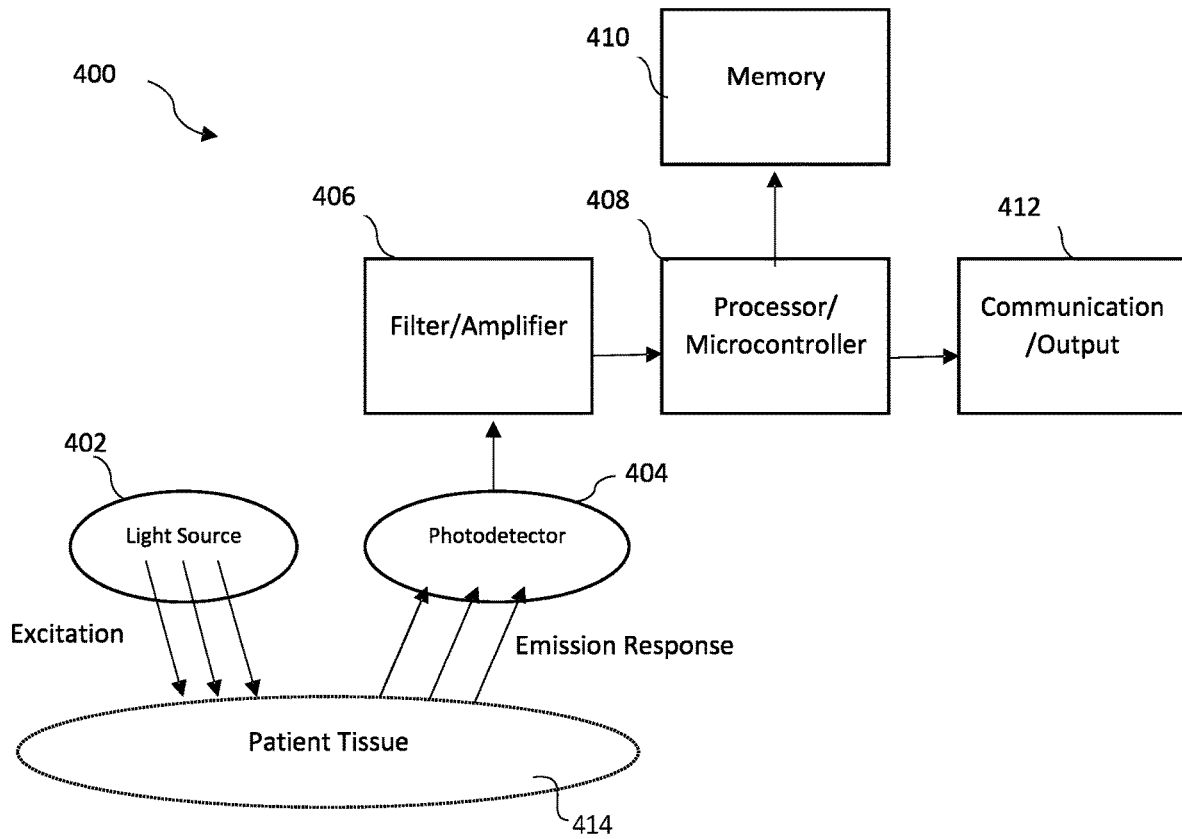 410
Memory
400
406
408
412
Filter/Amplifier
Processor/
Microcontroller
Communication
/Output
402
404
Light Source
Photodetector
Excitation
Emission Response
Patient Tissue
414